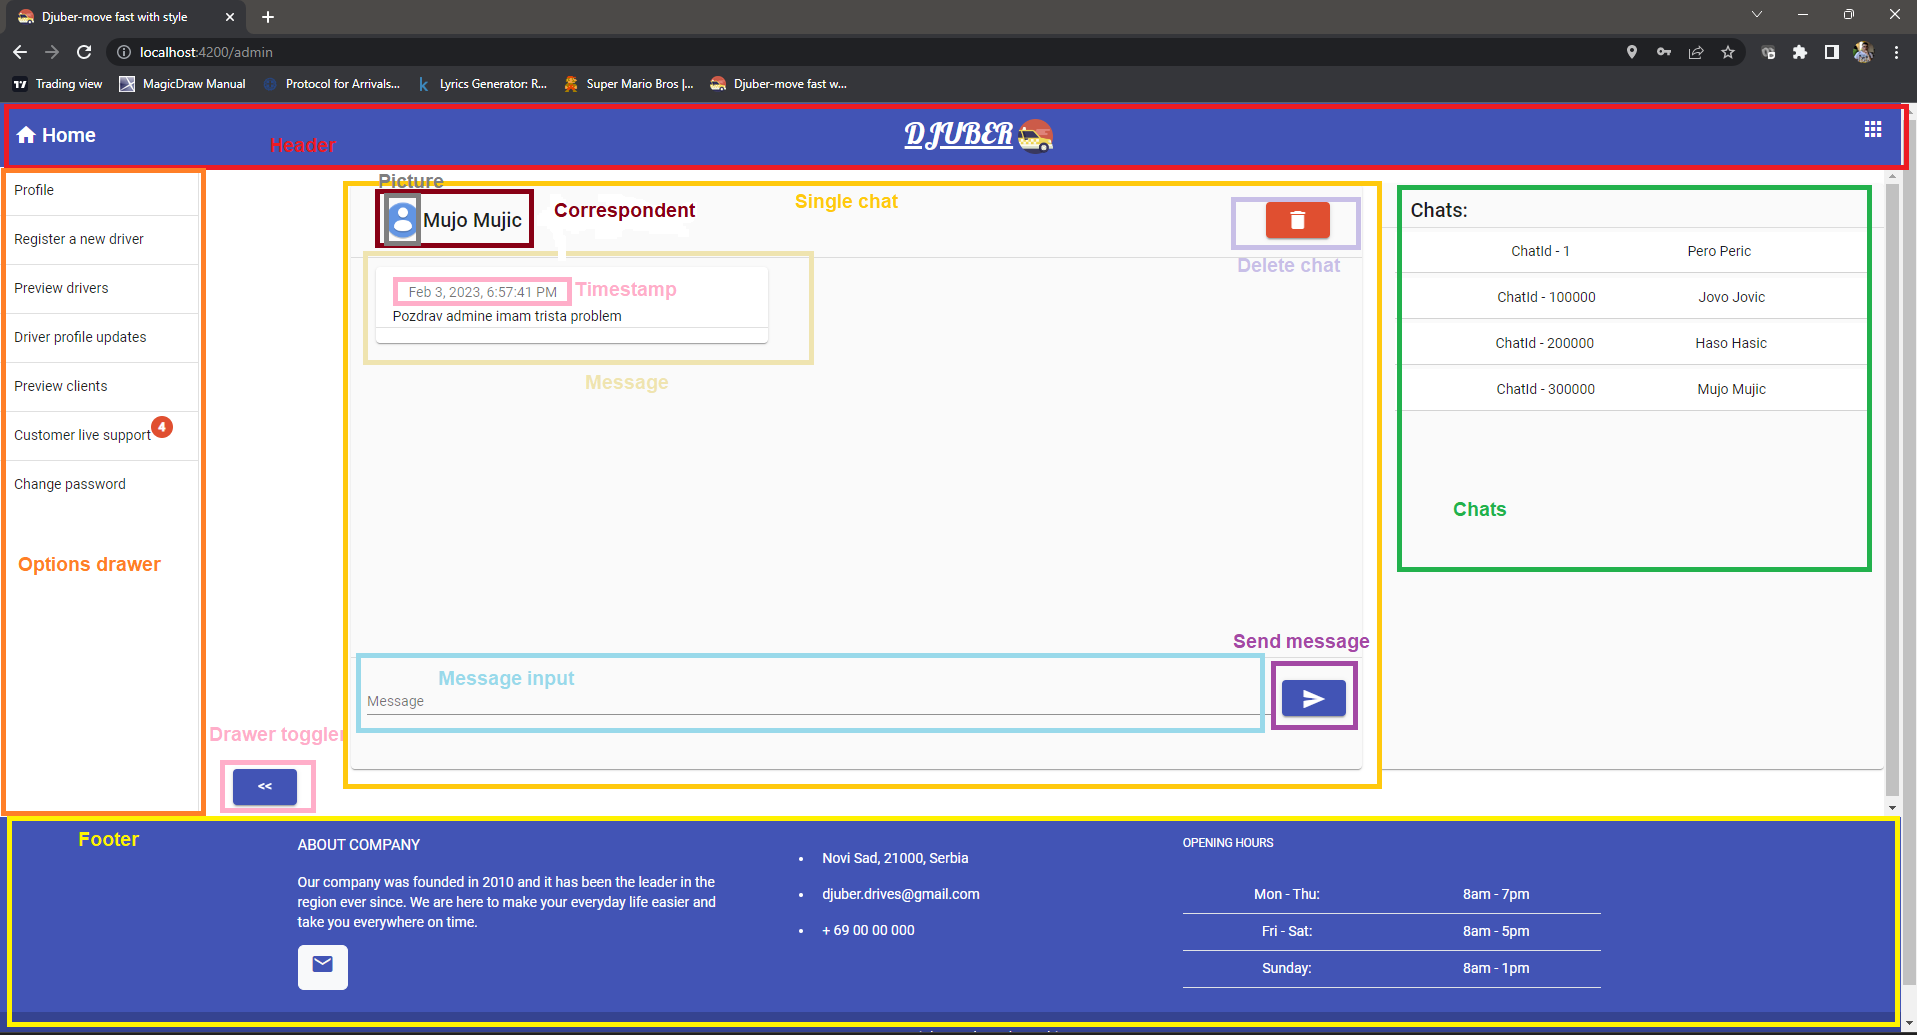 Djuber-move fast with style
localhost:4200/admin
Trading view
MagicDraw Manual
Protocol for Arrivals...
Lyrics Generator: R...
Super Mario Bros |...
Djuber-move fast w...
Home
Header
DJUBER
Profile
Register a new driver
Preview drivers
Driver profile updates
Preview clients
Customer live support 4
Change password
Options drawer
Drawer toggler
<<
Picture
Mujo Mujic
Correspondent
Single chat
Delete chat
Feb 3, 2023, 6:57:41 PM
Timestamp
Pozdrav admine imam trista problem
Message
Send message
Message input
Message
Chats:
ChatId - 1 Pero Peric
ChatId - 100000 Jovo Jovic
ChatId - 200000 Haso Hasic
ChatId - 300000 Mujo Mujic
Chats
Footer
ABOUT COMPANY
Our company was founded in 2010 and it has been the leader in the
region ever since. We are here to make your everyday life easier and
take you everywhere on time.
Novi Sad, 21000, Serbia
djuber.drives@gmail.com
+ 69 00 00 000
OPENING HOURS
Mon - Thu: 8am - 7pm
Fri - Sat: 8am - 5pm
Sunday: 8am - 1pm